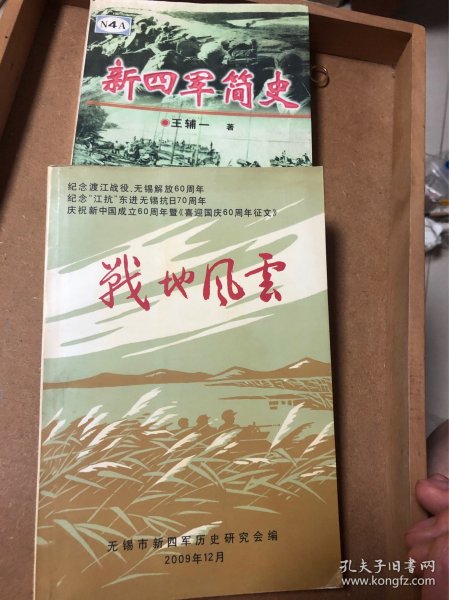 N4A
新四军简史
王辅一 著
纪念渡江战役、无锡解放60周年
纪念“江抗”东进无锡抗日70周年
庆祝新中国成立60周年暨《喜迎国庆60周年征文》
戰地风雲
无锡市新四军历史研究会编
2009年12月
孔夫子旧书网
www.kongfz.com